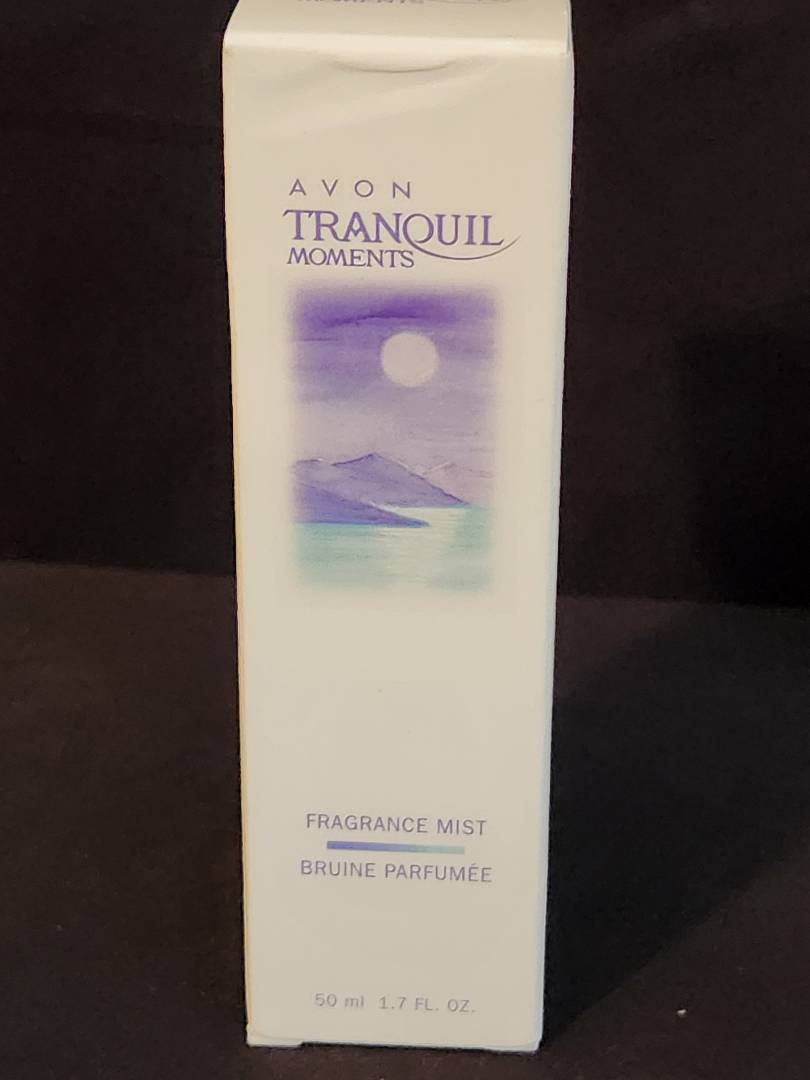 AVON
TRANQUIL
MOMENTS
FRAGRANCE MIST
BRUINE PARFUMÉE
50 ml 1.7 FL. OZ.